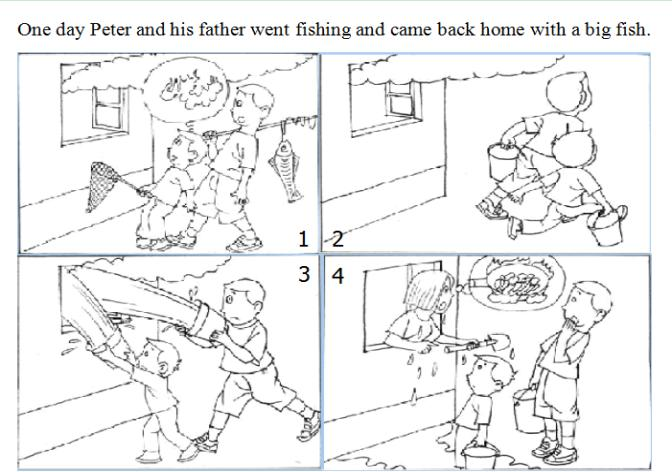 One day Peter and his father went fishing and came back home with a big fish.
1
2
3
4